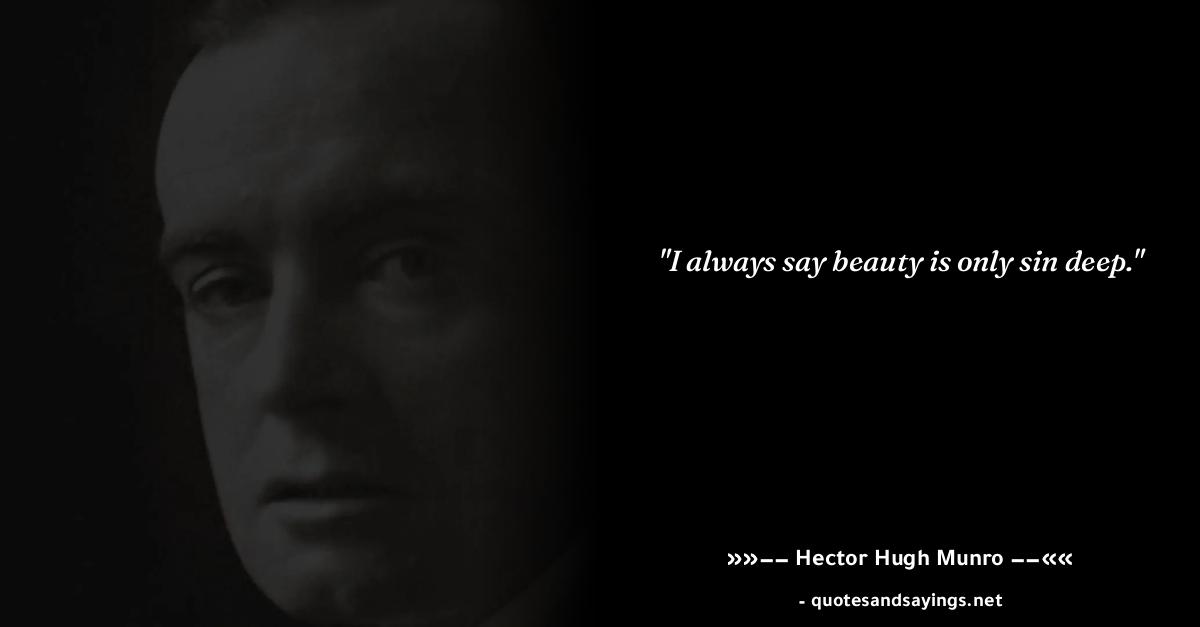 "I always say beauty is only sin deep."
»»−− Hector Hugh Munro −−««
- quotesandsayings.net